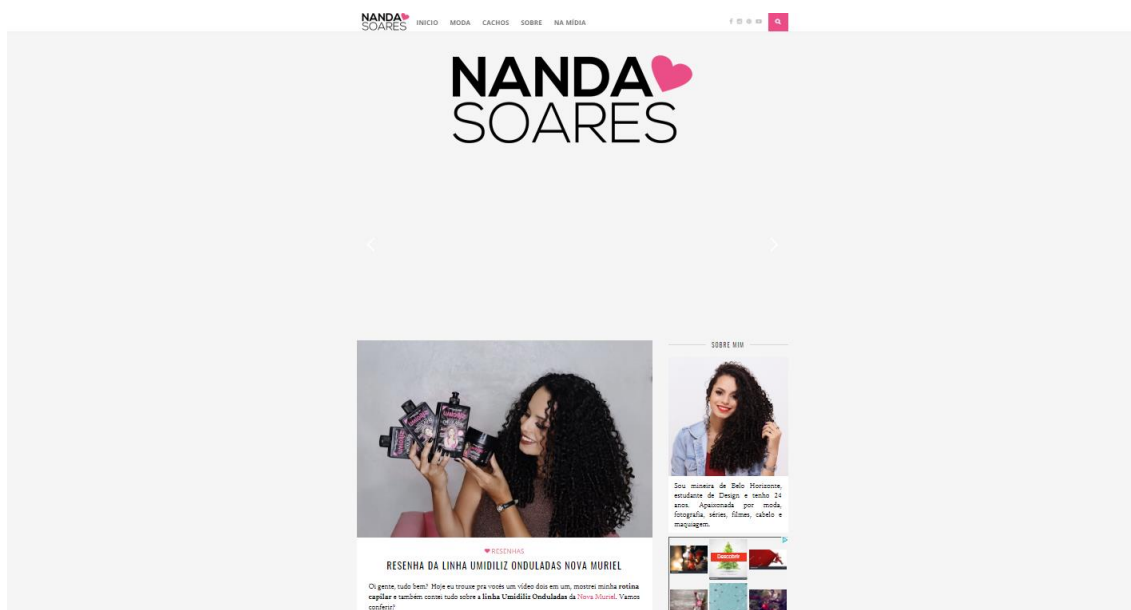 NANDA
SOARES
INICIO MODA CACHOS SOBRE NA MÍDIA
NANDA
SOARES
SOBRE MIM
Sou mineira de Belo Horizonte,
estudante de Design e tenho 24
anos. Apaixonada por moda,
fotografia, séries, filmes, cabelo e
maquiagem.
Descobrir
RESENHAS
RESENHA DA LINHA UMIDILIZ ONDULADAS NOVA MURIEL
Oi gente, tudo bem? Hoje eu trouxe pra vocês um vídeo dois em um, mostrei minha rotina
capilar e também contei tudo sobre a linha Umidilis Onduladas da Nova Muriel. Vamos
conferir?